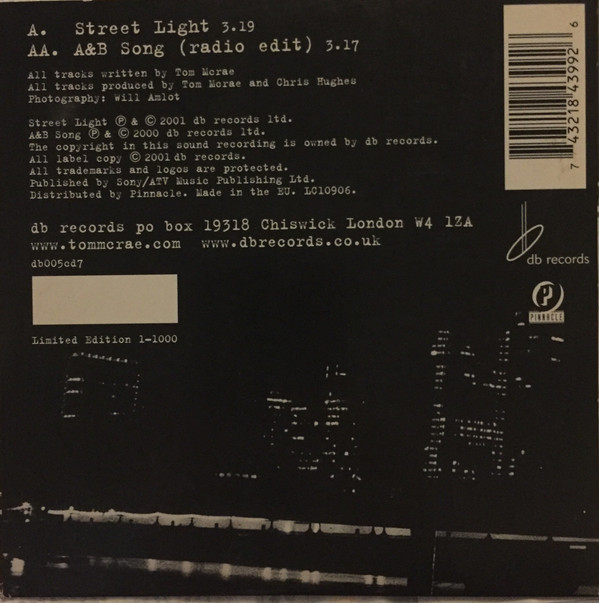 A. Street Light 3.19
AA. A&B Song (radio edit) 3.17
All tracks written by Tom Mcrae
All tracks produced by Tom Mcrae and Chris Hughes
Photography: Will Amlot
Street Light Ⓟ & © 2001 db records ltd.
A&B Song Ⓟ & © 2000 db records ltd.
The copyright in this sound recording is owned by db records.
All label copy © 2001 db records.
All trademarks and logos are protected.
Published by Sony/ATV Music Publishing Ltd.
Distributed by Pinnacle. Made in the EU. LC10906.
db records po box 19318 Chiswick London W4 1ZA
www.tommcrae.com www.dbrecords.co.uk
db005cd7
Limited Edition 1-1000
7 43218 43992 6
db records
P
PINNACLE